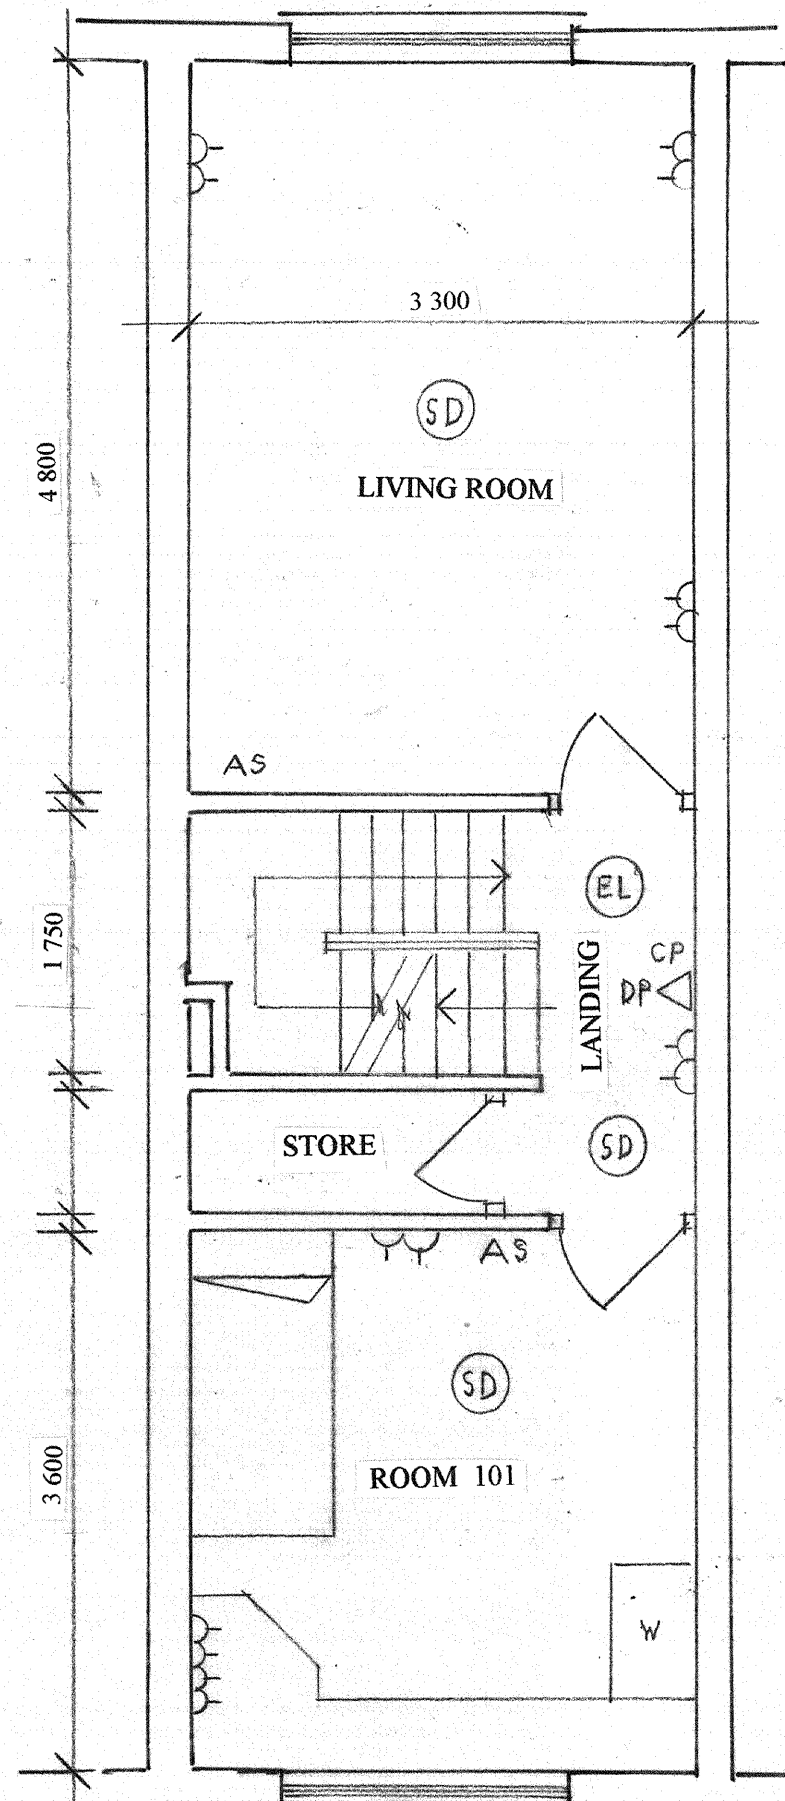 3 300
SD
4 800
LIVING ROOM
AS
EL
1 750
LANDING
CP
DP
STORE
SD
AS
SD
3 600
ROOM 101
W